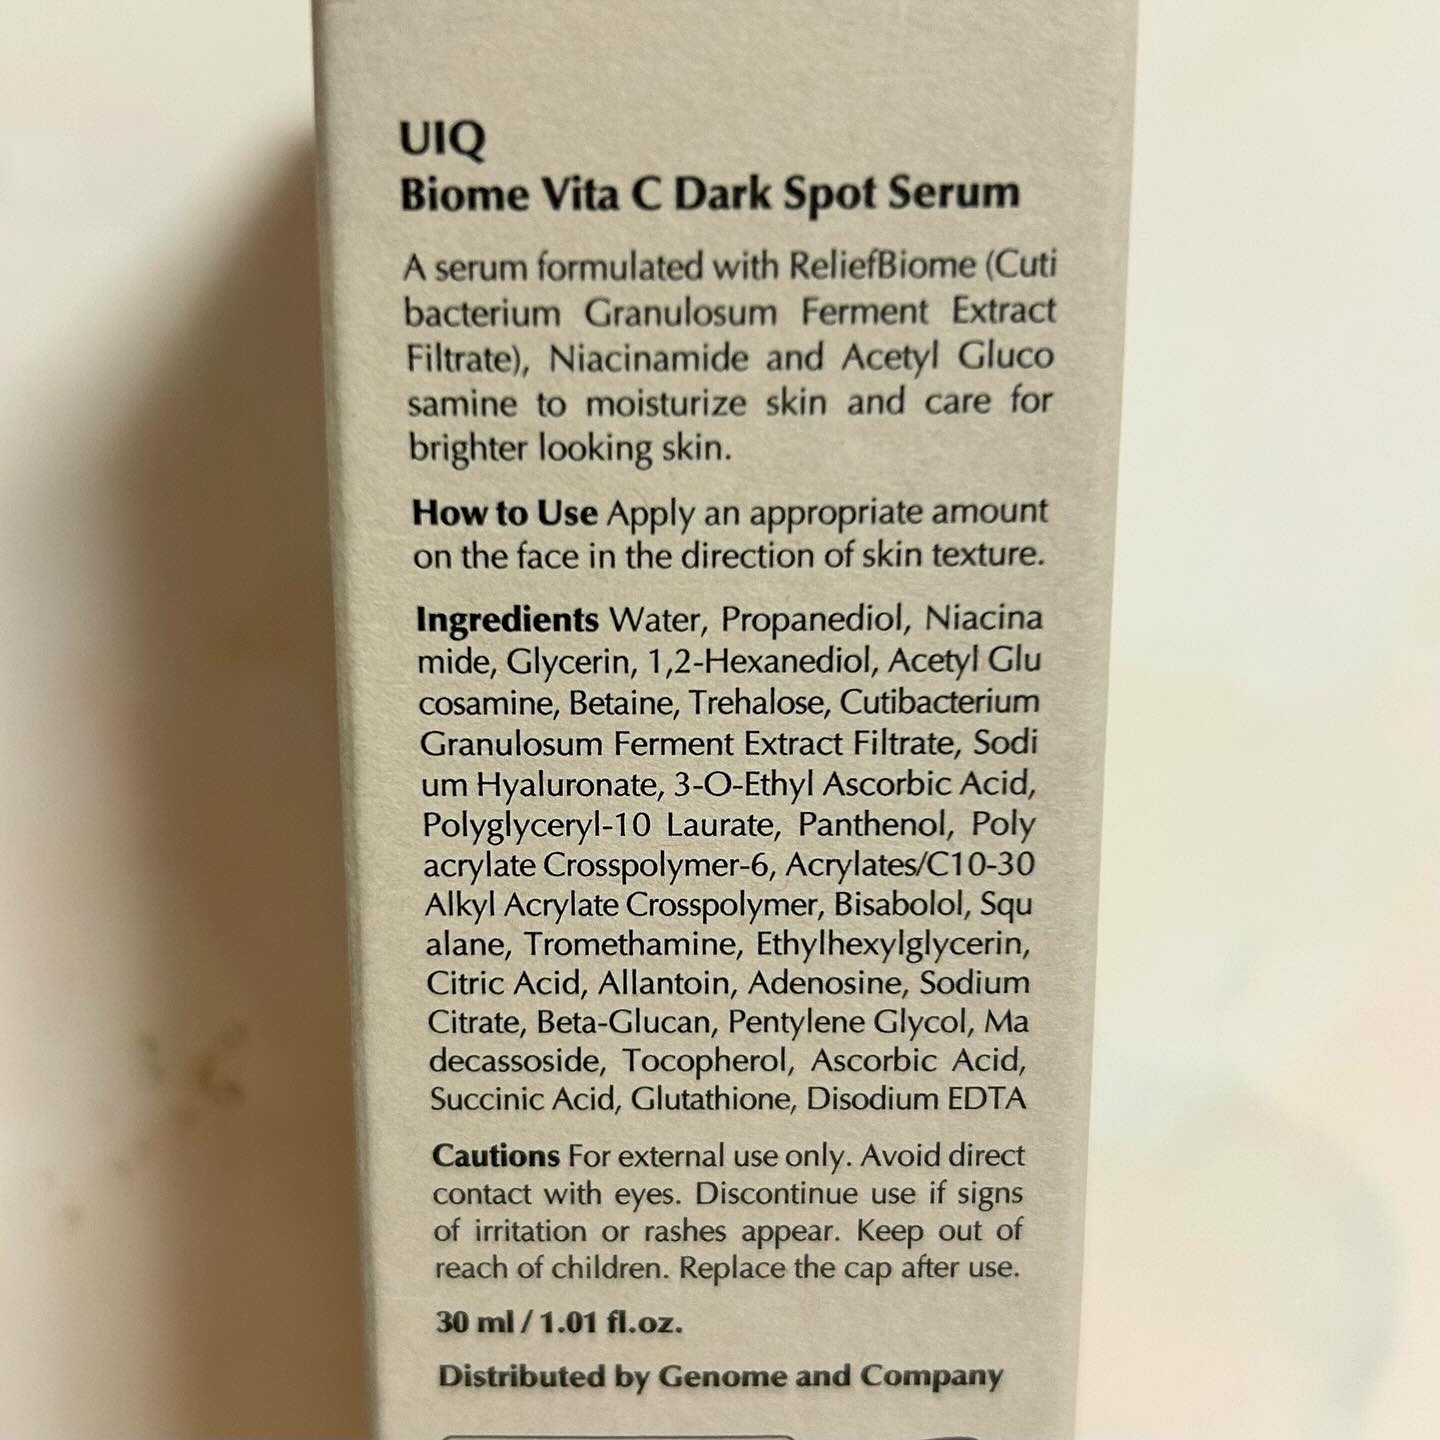 UIQ
Biome Vita C Dark Spot Serum
A serum formulated with ReliefBiome (Cuti
bacterium Granulosum Ferment Extract
Filtrate), Niacinamide and Acetyl Gluco
samine to moisturize skin and care for
brighter looking skin.
How to Use Apply an appropriate amount
on the face in the direction of skin texture.
Ingredients Water, Propanediol, Niacina
mide, Glycerin, 1,2-Hexanediol, Acetyl Glu
cosamine, Betaine, Trehalose, Cutibacterium
Granulosum Ferment Extract Filtrate, Sodi
um Hyaluronate, 3-O-Ethyl Ascorbic Acid,
Polyglyceryl-10 Laurate, Panthenol, Poly
acrylate Crosspolymer-6, Acrylates/C10-30
Alkyl Acrylate Crosspolymer, Bisabolol, Squ
alane, Tromethamine, Ethylhexylglycerin,
Citric Acid, Allantoin, Adenosine, Sodium
Citrate, Beta-Glucan, Pentylene Glycol, Ma
decassoside, Tocopherol, Ascorbic Acid,
Succinic Acid, Glutathione, Disodium EDTA
Cautions For external use only. Avoid direct
contact with eyes. Discontinue use if signs
of irritation or rashes appear. Keep out of
reach of children. Replace the cap after use.
30 ml / 1.01 fl.oz.
Distributed by Genome and Company